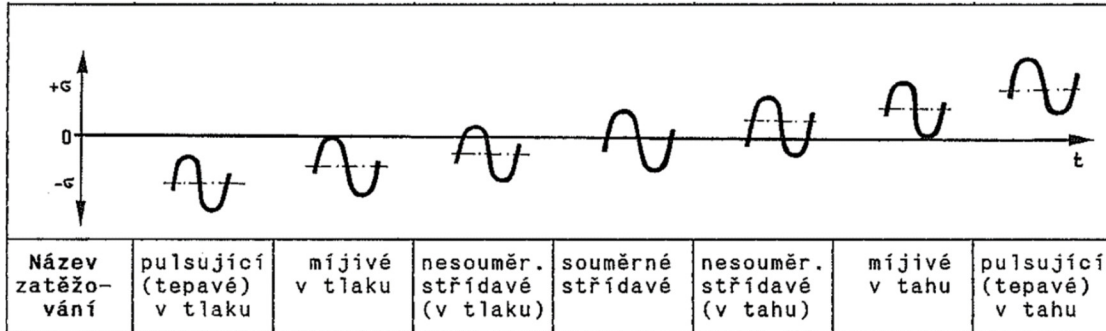 +σ
0
-σ
t
Název
zatěžo-
vání
pulsující
(tepavé)
v tlaku
míjivé
v tlaku
nesouměr.
střídavé
(v tlaku)
souměrné
střídavé
nesouměr.
střídavé
(v tahu)
míjivé
v tahu
pulsující
(tepavé)
v tahu